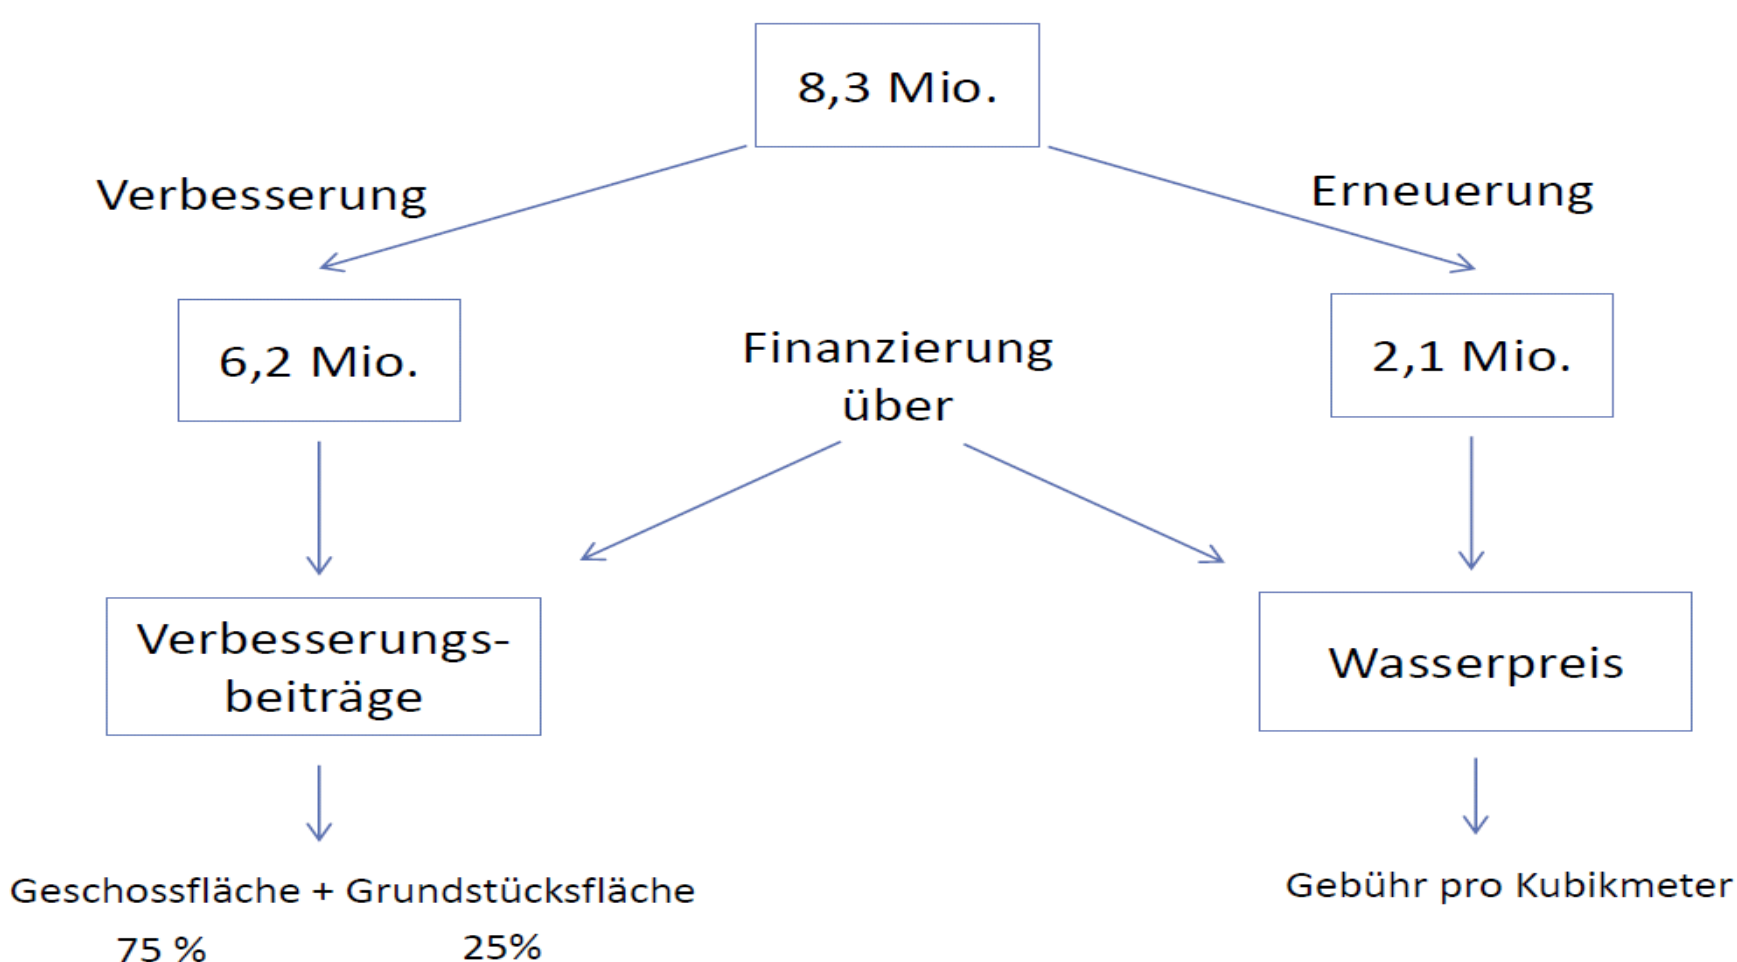 8,3 Mio.
Verbesserung
Erneuerung
6,2 Mio.
Finanzierung
über
2,1 Mio.
Verbesserungs-
beiträge
Wasserpreis
Geschossfläche + Grundstücksfläche
75 % 25%
Gebühr pro Kubikmeter